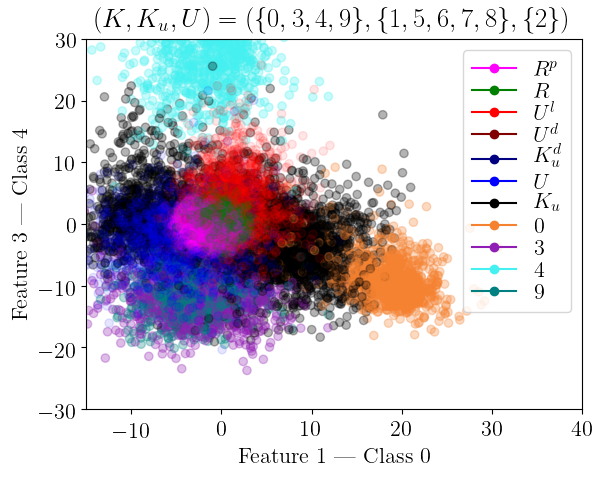 (K, K_u, U) = ({0, 3, 4, 9}, {1, 5, 6, 7, 8}, {2})
30
20
10
0
−10
−20
−30
Feature 3 — Class 4
R^p
R
U^l
U^d
K_u^d
U
K_u
0
3
4
9
−10
0
10
20
30
40
Feature 1 — Class 0